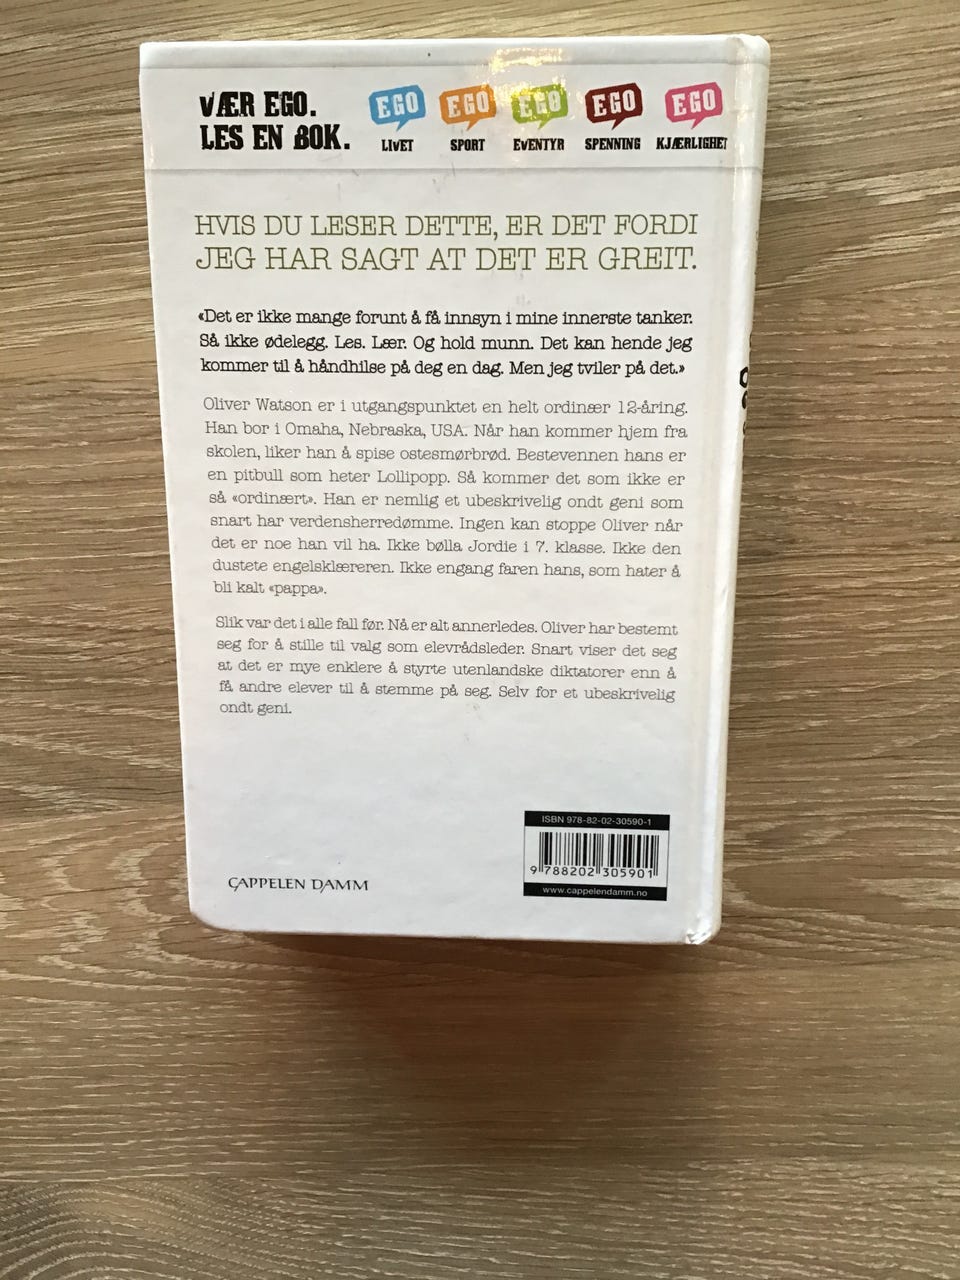 VÆR EGO.
LES EN BOK.
EGO
LIVET
EGO
SPORT
EGO
EVENTYR
EGO
SPENNING
EGO
KJÆRLIGHET
HVIS DU LESER DETTE, ER DET FORDI
JEG HAR SAGT AT DET ER GREIT.
«Det er ikke mange forunt å få innsyn i mine innerste tanker.
Så ikke ødelegg. Les. Lær. Og hold munn. Det kan hende jeg
kommer til å håndhilse på deg en dag. Men jeg tviler på det.»
Oliver Watson er i utgangspunktet en helt ordinær 12-åring.
Han bor i Omaha, Nebraska, USA. Når han kommer hjem fra
skolen, liker han å spise ostesmørbrød. Bestevennen hans er
en pitbull som heter Lollipopp. Så kommer det som ikke er
så «ordinært». Han er nemlig et ubeskrivelig ondt geni som
snart har verdensherredømme. Ingen kan stoppe Oliver når
det er noe han vil ha. Ikke bølla Jordie i 7. klasse. Ikke den
dustete engelsklæreren. Ikke engang faren hans, som hater å
bli kalt «pappa».
Slik var det i alle fall før. Nå er alt annerledes. Oliver har bestemt
seg for å stille til valg som elevrådsleder. Snart viser det seg
at det er mye enklere å styrte utenlandske diktatorer enn å
få andre elever til å stemme på seg. Selv for et ubeskrivelig
ondt geni.
ISBN 978-82-02-30590-1
9 788202 305901
www.cappelendamm.no
CAPPELEN DAMM